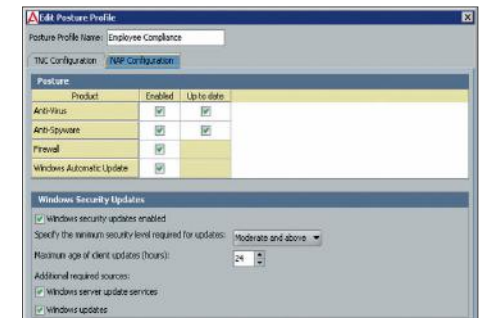 Edit Posture Profile
Posture Profile Name: Employee Compliance
TNC Configuration NAP Configuration
Posture
Product Enabled Up to date
Anti-Virus
Anti-Spyware
Firewall
Windows Automatic Update
Windows Security Updates
Windows security updates enabled
Specify the minimum security level required for updates: Moderate and above
Maximum age of client updates (hours): 24
Additional required sources:
Windows server update services
Windows updates